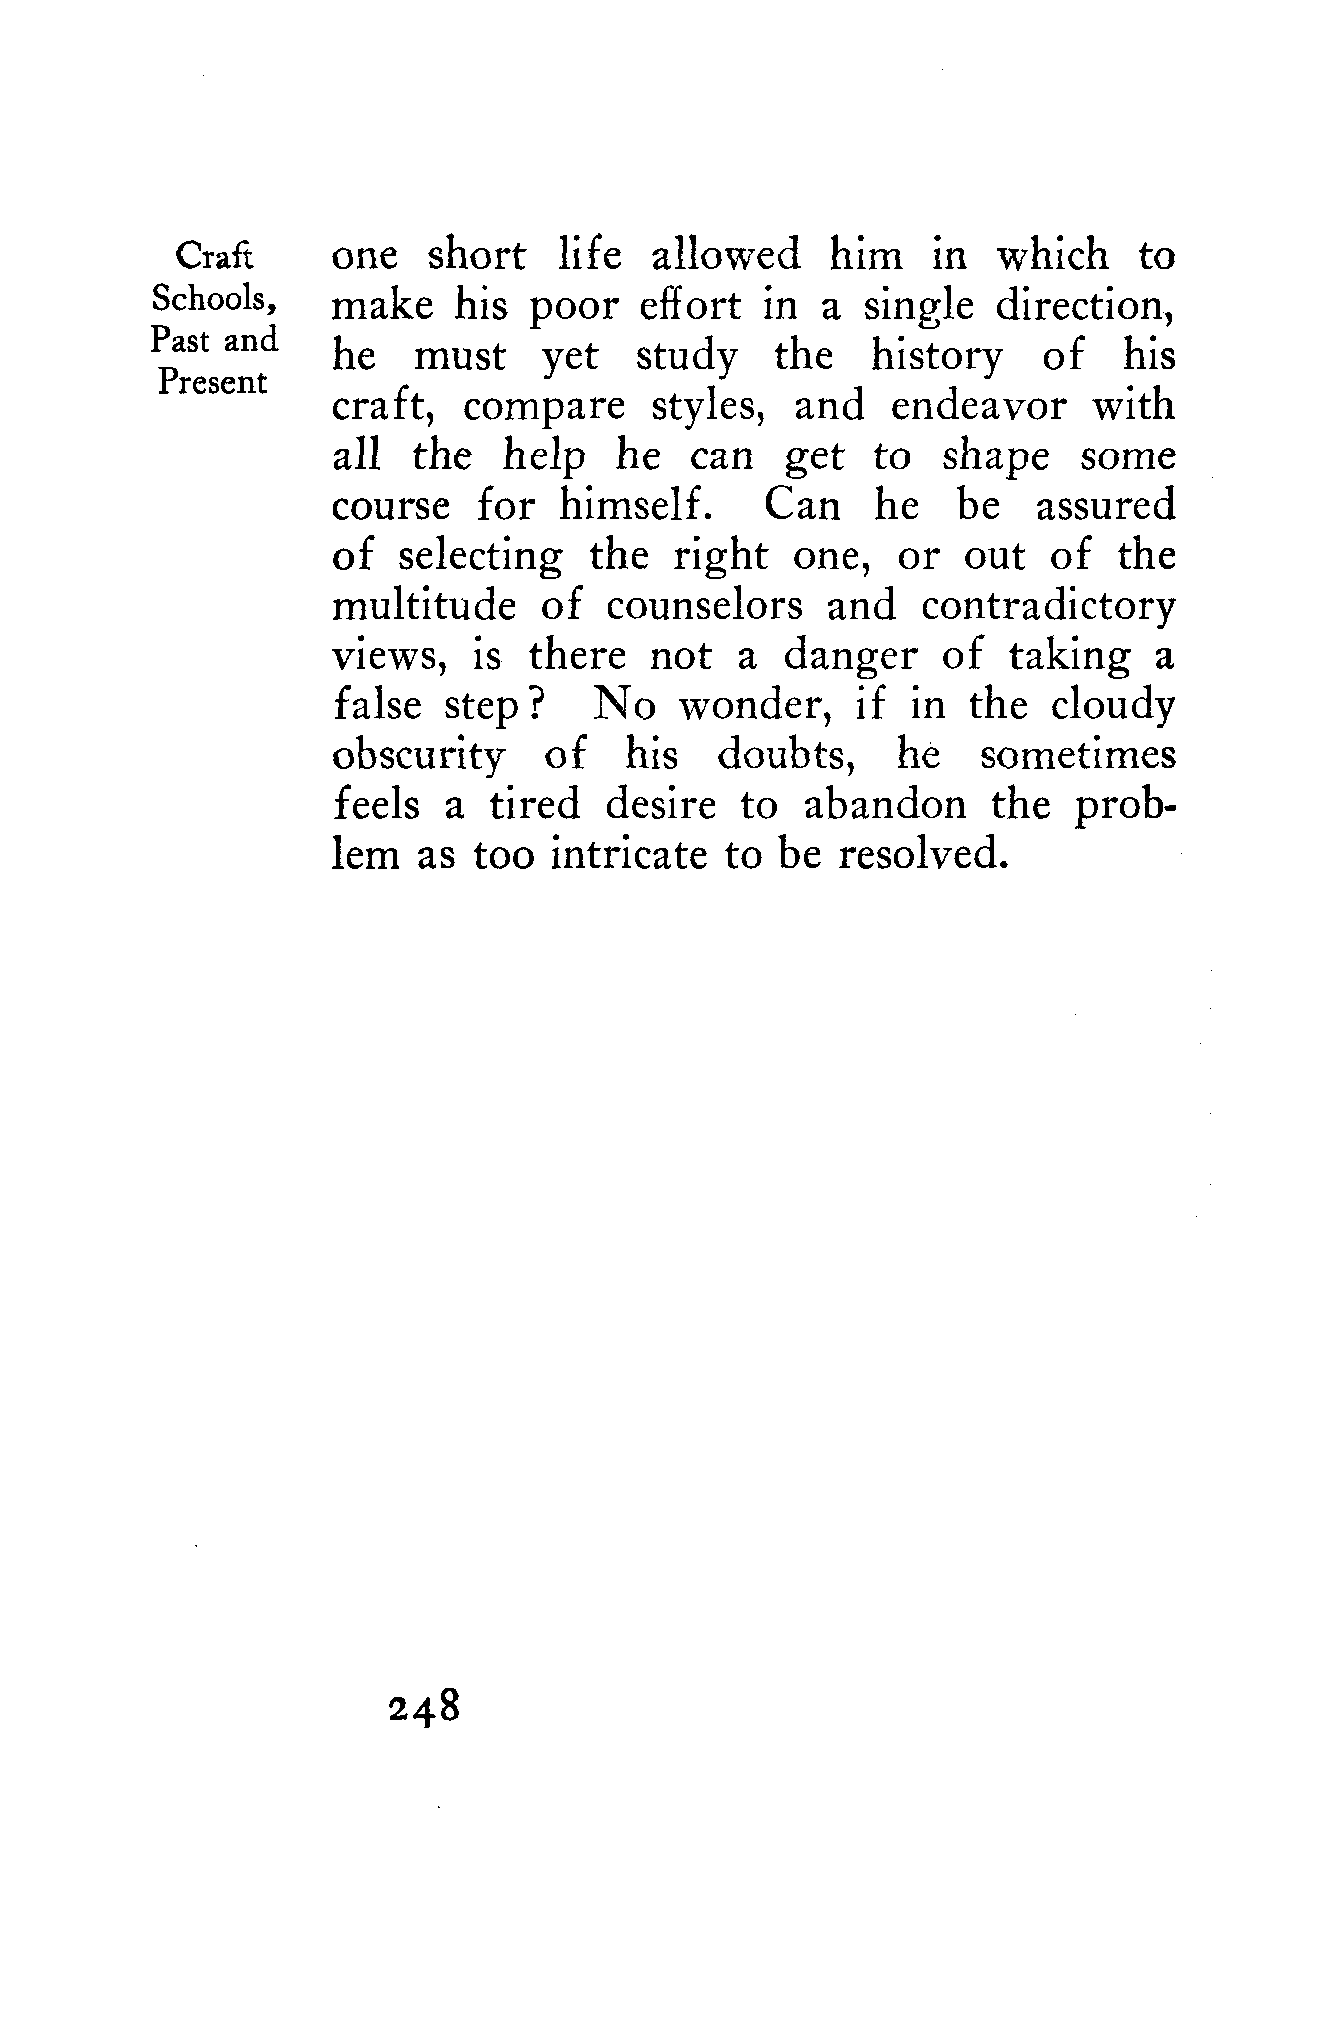 Craft
Schools,
Past and
Present
one short life allowed him in which to
make his poor effort in a single direction,
he must yet study the history of his
craft, compare styles, and endeavor with
all the help he can get to shape some
course for himself. Can he be assured
of selecting the right one, or out of the
multitude of counselors and contradictory
views, is there not a danger of taking a
false step? No wonder, if in the cloudy
obscurity of his doubts, he sometimes
feels a tired desire to abandon the prob-
lem as too intricate to be resolved.
248